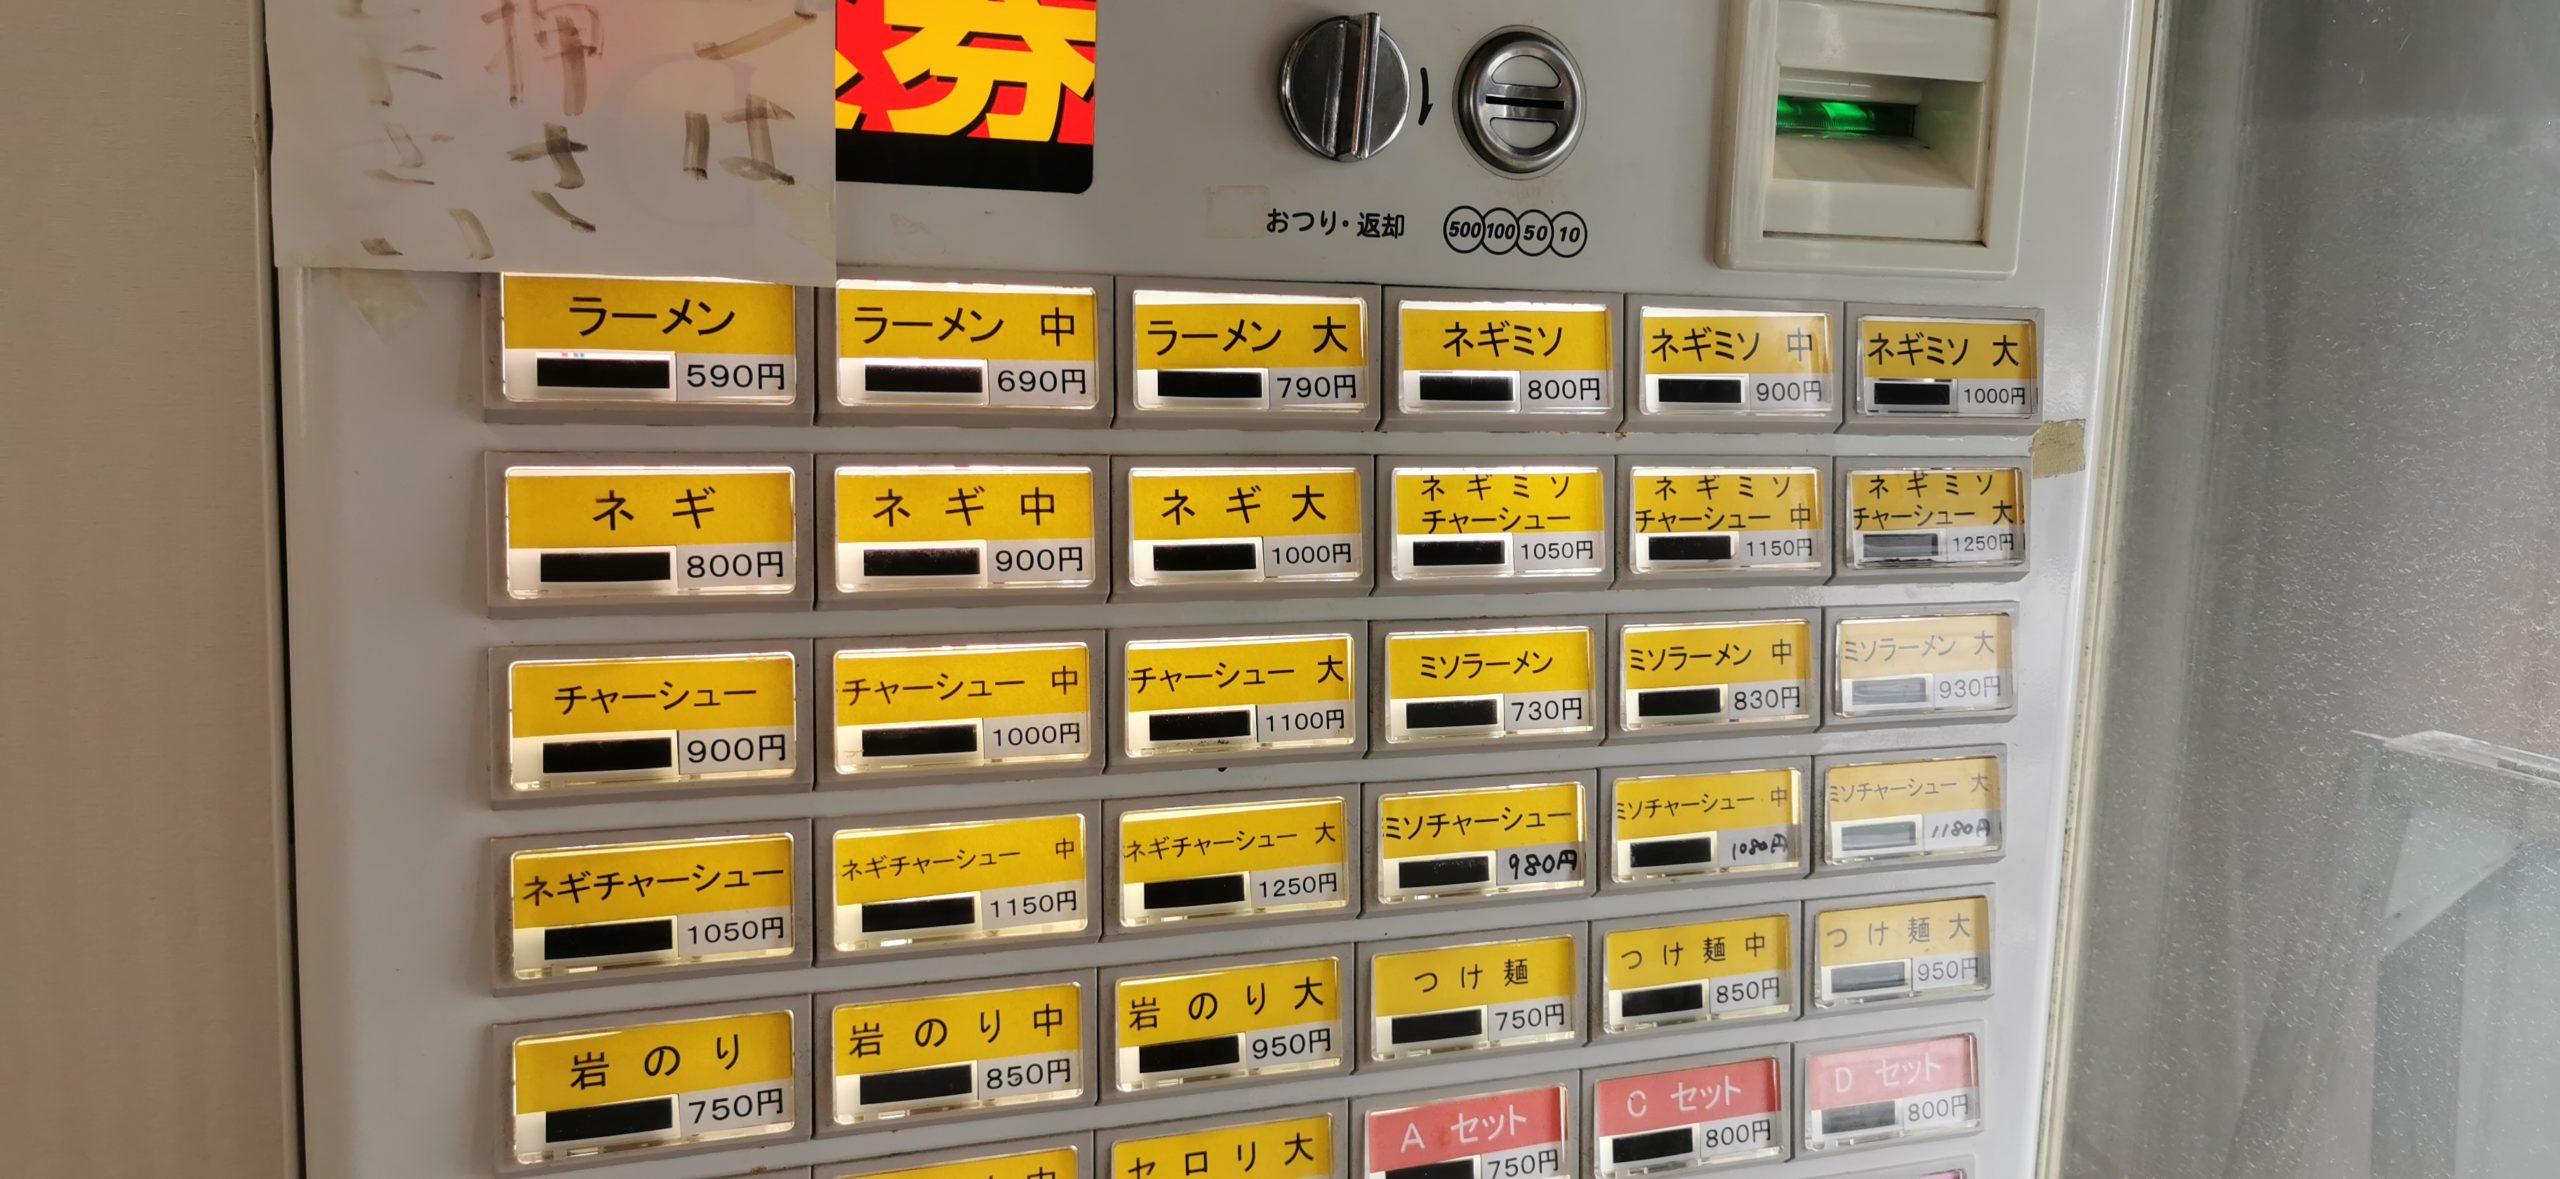 は
押さ
下さい
券
おつり・返却
500 100 50 10
ラーメン
590円
ラーメン 中
690円
ラーメン 大
790円
ネギミソ
800円
ネギミソ 中
900円
ネギミソ 大
1000円
ネギ
800円
ネギ 中
900円
ネギ 大
1000円
ネギミソ
チャーシュー
1050円
ネギミソ
チャーシュー 中
1150円
ネギミソ
チャーシュー 大
1250円
チャーシュー
900円
チャーシュー 中
1000円
チャーシュー 大
1100円
ミソラーメン
730円
ミソラーメン 中
830円
ミソラーメン 大
930円
ネギチャーシュー
1050円
ネギチャーシュー 中
1150円
ネギチャーシュー 大
1250円
ミソチャーシュー
980円
ミソチャーシュー 中
1080円
ミソチャーシュー 大
1180円
岩のり
750円
岩のり 中
850円
岩のり 大
950円
つけ麺
750円
つけ麺 中
850円
つけ麺 大
950円
中
セロリ 大
A セット
750円
C セット
800円
D セット
800円